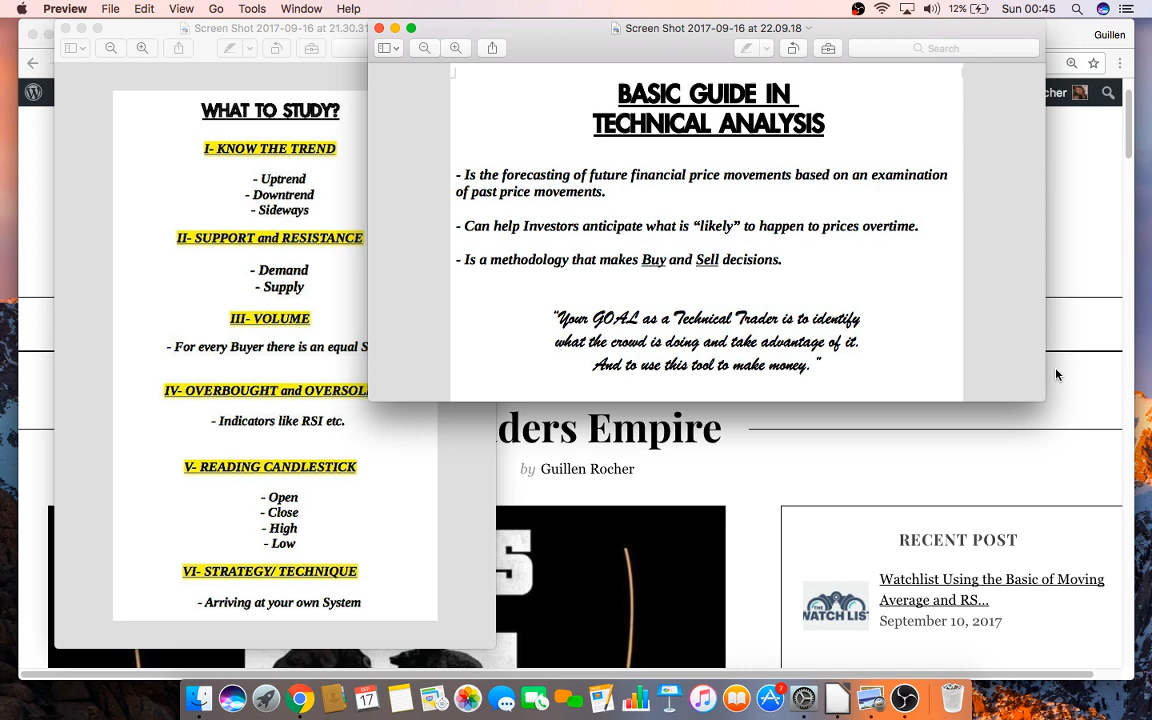 Preview File Edit View Go Tools Window Help
12% Sun 00:45
Screen Shot 2017-09-16 at 21.30.31
Screen Shot 2017-09-16 at 22.09.18
Guillen
Search
WHAT TO STUDY?
I- KNOW THE TREND
- Uptrend
- Downtrend
- Sideways
II- SUPPORT and RESISTANCE
- Demand
- Supply
III- VOLUME
- For every Buyer there is an equal S
IV- OVERBOUGHT and OVERSOL
- Indicators like RSI etc.
V- READING CANDLESTICK
- Open
- Close
- High
- Low
VI- STRATEGY/ TECHNIQUE
- Arriving at your own System
BASIC GUIDE IN
TECHNICAL ANALYSIS
- Is the forecasting of future financial price movements based on an examination
of past price movements.
- Can help Investors anticipate what is “likely” to happen to prices overtime.
- Is a methodology that makes Buy and Sell decisions.
“Your GOAL as a Technical Trader is to identify
what the crowd is doing and take advantage of it.
And to use this tool to make money. ”
cher
ders Empire
by Guillen Rocher
S
RECENT POST
Watchlist Using the Basic of Moving
Average and RS...
September 10, 2017
THE
WATCH LIST
SEP
17
7